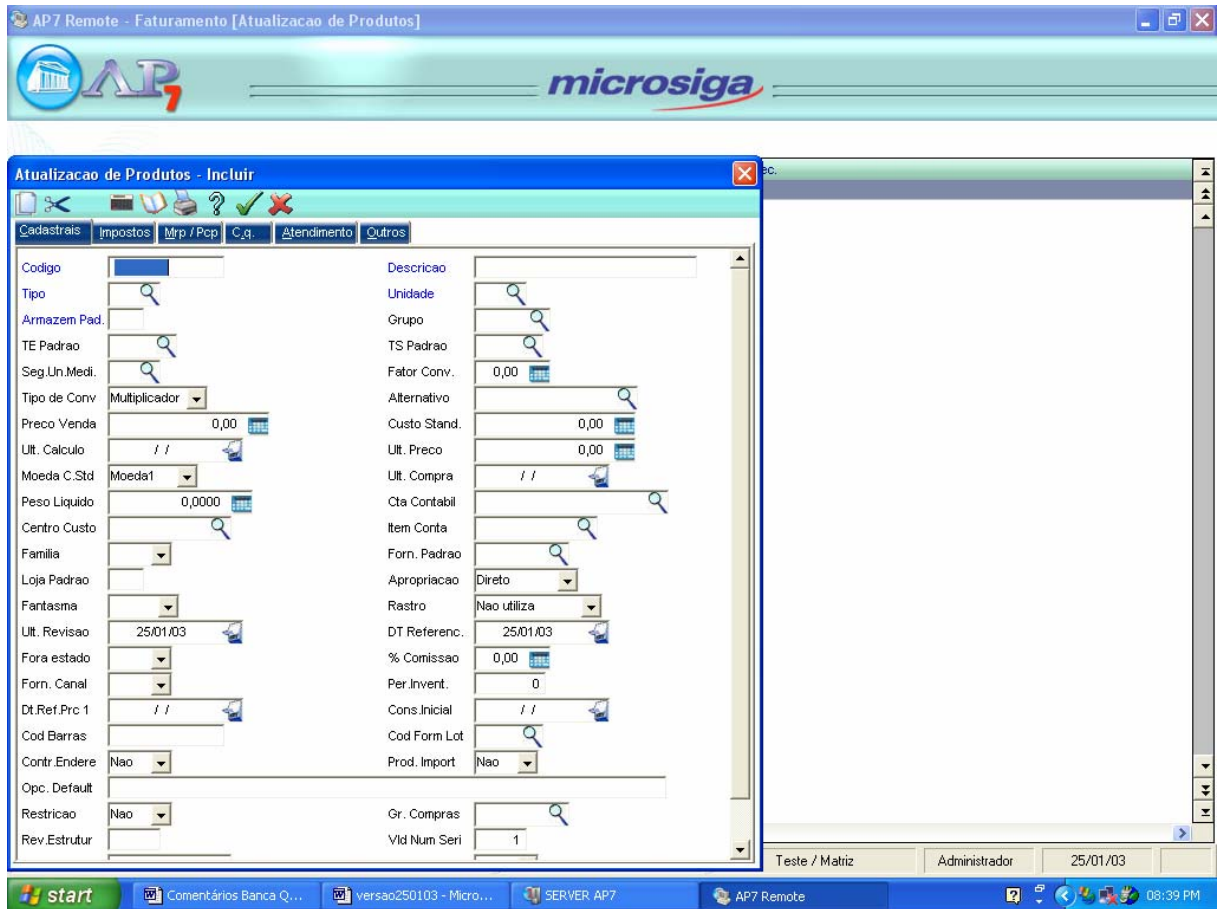 AP7 Remote - Faturamento [Atualizacao de Produtos]
AP7 microsiga
Atualizacao de Produtos - Incluir
ec.
Cadastrais Impostos Mrp / Pcp C.q. Atendimento Outros
Codigo Descricao
Tipo Unidade
Armazem Pad. Grupo
TE Padrao TS Padrao
Seg.Un.Medi. Fator Conv. 0,00
Tipo de Conv Multiplicador Alternativo
Preco Venda 0,00 Custo Stand. 0,00
Ult. Calculo / / Ult. Preco 0,00
Moeda C.Std Moeda1 Ult. Compra / /
Peso Liquido 0,0000 Cta Contabil
Centro Custo Item Conta
Familia Forn. Padrao
Loja Padrao Apropriacao Direto
Fantasma Rastro Nao utiliza
Ult. Revisao 25/01/03 DT Referenc. 25/01/03
Fora estado % Comissao 0,00
Forn. Canal Per.Invent. 0
Dt.Ref.Prc 1 / / Cons.Inicial / /
Cod Barras Cod Form Lot
Contr.Endere Nao Prod. Import Nao
Opc. Default
Restricao Nao Gr. Compras
Rev.Estrutur Vld Num Seri 1
Teste / Matriz Administrador 25/01/03
start Comentários Banca Q... versao250103 - Micro... SERVER AP7 AP7 Remote 08:39 PM